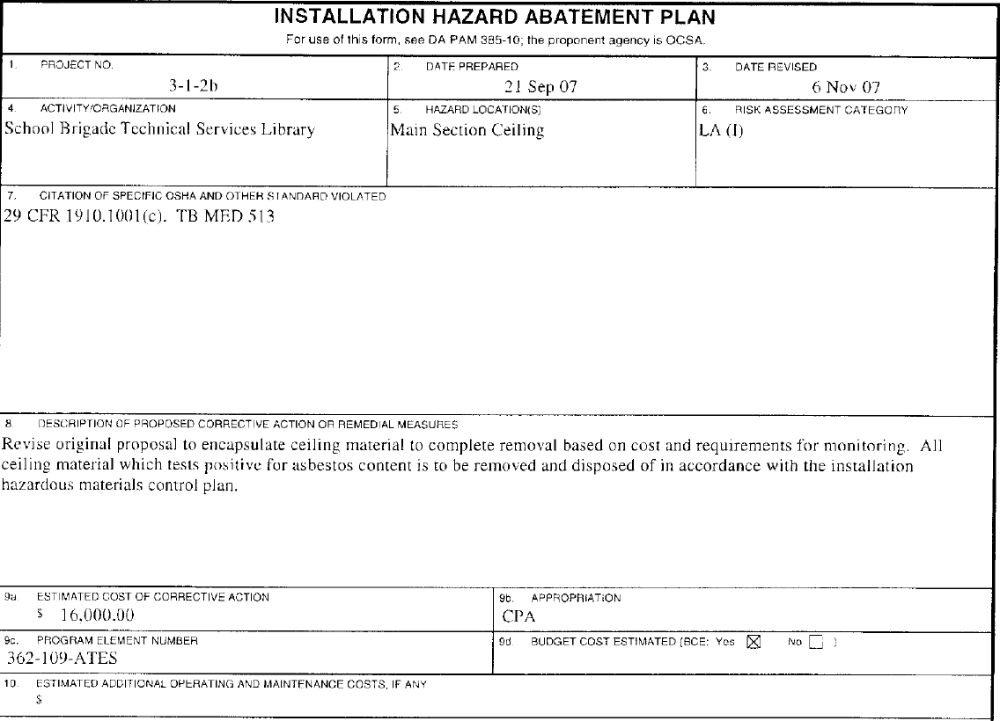 INSTALLATION HAZARD ABATEMENT PLAN
For use of this form, see DA PAM 385-10; the proponent agency is OCSA.
1. PROJECT NO.
3-1-2b
2. DATE PREPARED
21 Sep 07
3. DATE REVISED
6 Nov 07
4. ACTIVITY/ORGANIZATION
School Brigade Technical Services Library
5. HAZARD LOCATION(S)
Main Section Ceiling
6. RISK ASSESSMENT CATEGORY
LA (I)
7. CITATION OF SPECIFIC OSHA AND OTHER STANDARD VIOLATED
29 CFR 1910.1001(c). TB MED 513
8. DESCRIPTION OF PROPOSED CORRECTIVE ACTION OR REMEDIAL MEASURES
Revise original proposal to encapsulate ceiling material to complete removal based on cost and requirements for monitoring. All
ceiling material which tests positive for asbestos content is to be removed and disposed of in accordance with the installation
hazardous materials control plan.
9a. ESTIMATED COST OF CORRECTIVE ACTION
$ 16,000.00
9b. APPROPRIATION
CPA
9c. PROGRAM ELEMENT NUMBER
362-109-ATES
9d. BUDGET COST ESTIMATED (BCE: Yes ☒ No ☐ )
10. ESTIMATED ADDITIONAL OPERATING AND MAINTENANCE COSTS, IF ANY
$